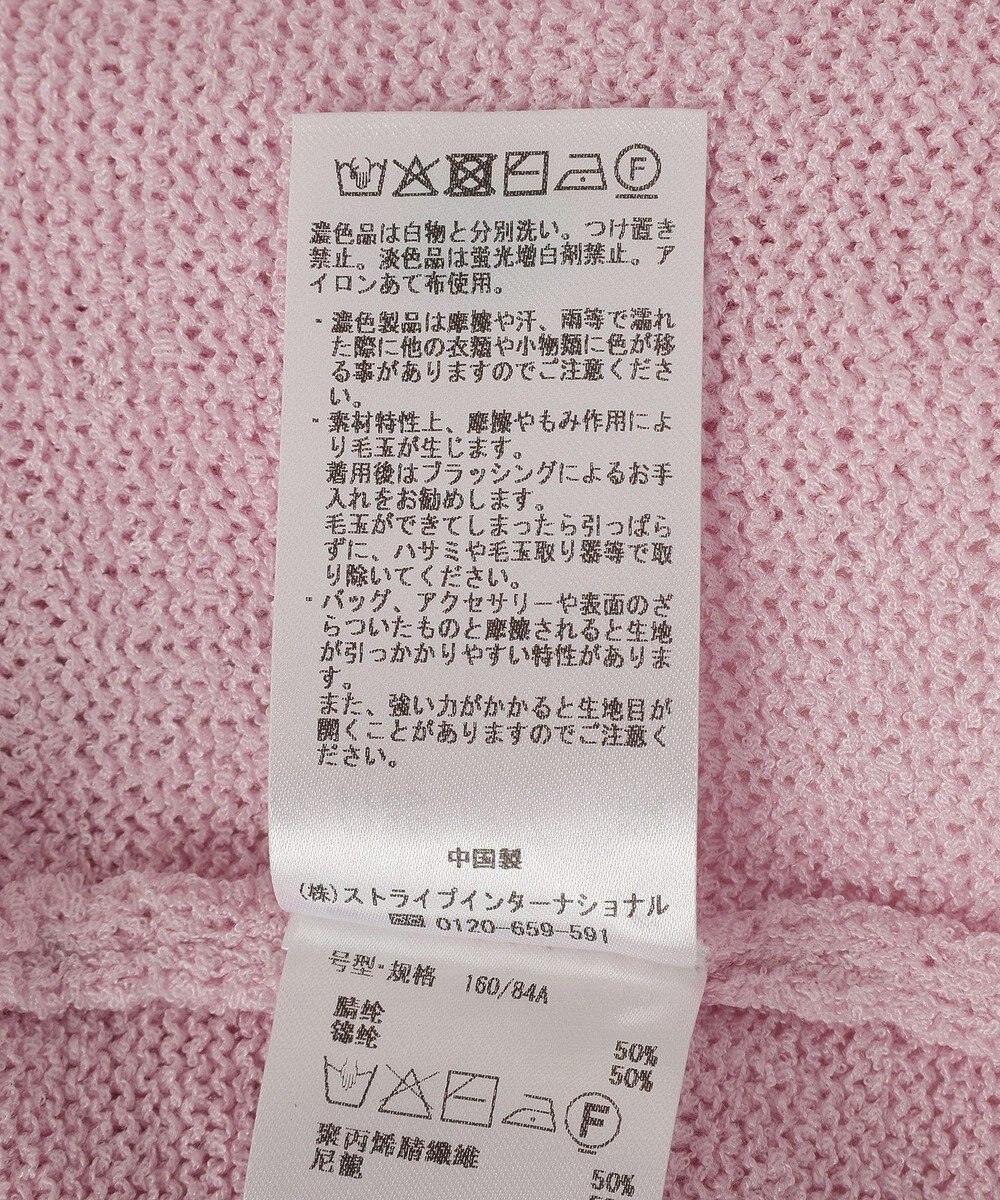 F
濃色品は白物と分別洗い。つけ置き
禁止。淡色品は蛍光増白剤禁止。ア
イロンあて布使用。
・濃色製品は摩擦や汗、雨等で濡れ
た際に他の衣類や小物類に色が移
る事がありますのでご注意くださ
い。
・素材特性上、摩擦やもみ作用によ
り毛玉が生じます。
着用後はブラッシングによるお手
入れをお勧めします。
毛玉ができてしまったら引っぱら
ずに、ハサミや毛玉取り器等で取
り除いてください。
・バッグ、アクセサリーや表面のざ
らついたものと摩擦されると生地
が引っかかりやすい特性がありま
す。
また、強い力がかかると生地目が
開くことがありますのでご注意く
ださい。
中国製
(株)ストライプインターナショナル
0120-659-591
号型·规格 160/84A
腈纶 50%
锦纶 50%
F
聚丙烯腈纖維 50%
尼龍